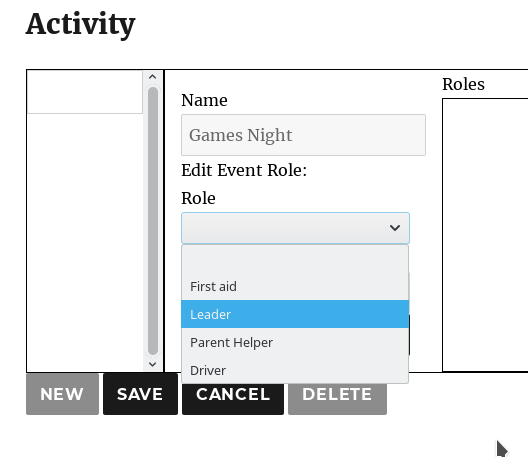 Activity
Roles
Name
Games Night
Edit Event Role:
Role
First aid
Leader
Parent Helper
Driver
NEW SAVE CANCEL DELETE